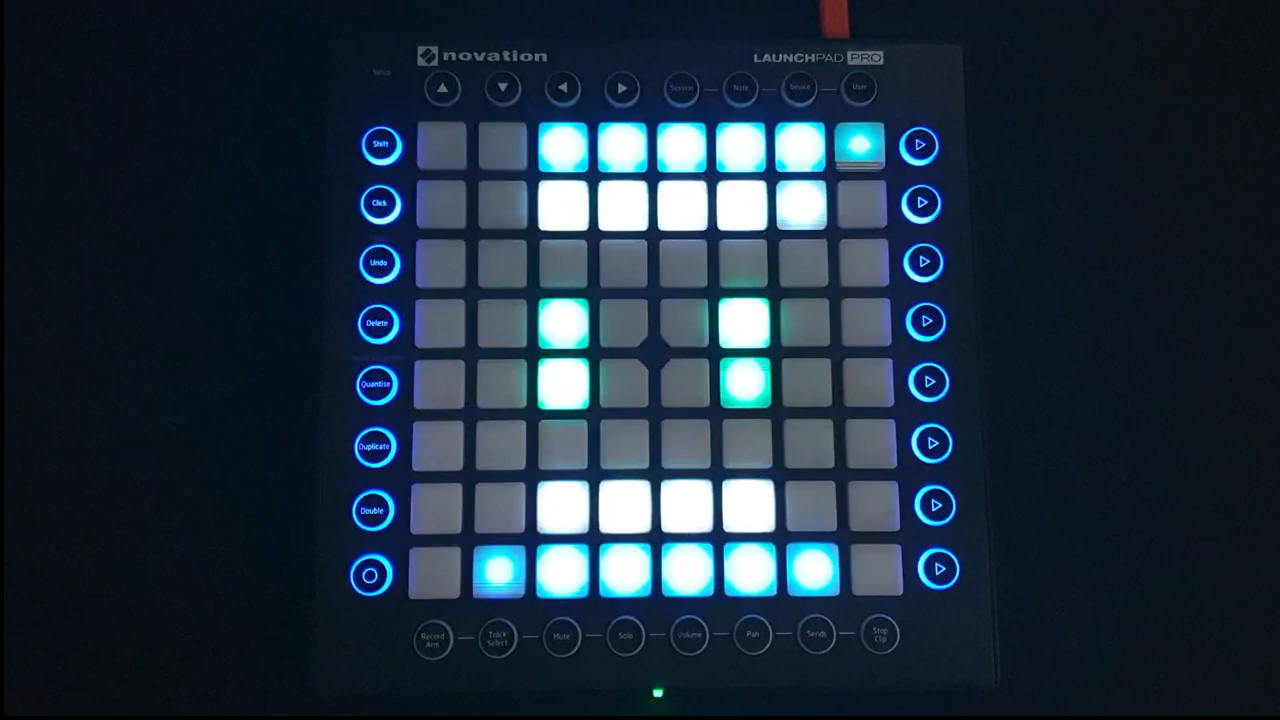 novation
LAUNCHPAD PRO
Setup
Session Note Device User
Shift
Click
Undo
Delete
Quantise
Duplicate
Double
Record Arm
Track Select
Mute
Solo
Volume
Pan
Sends
Stop Clip